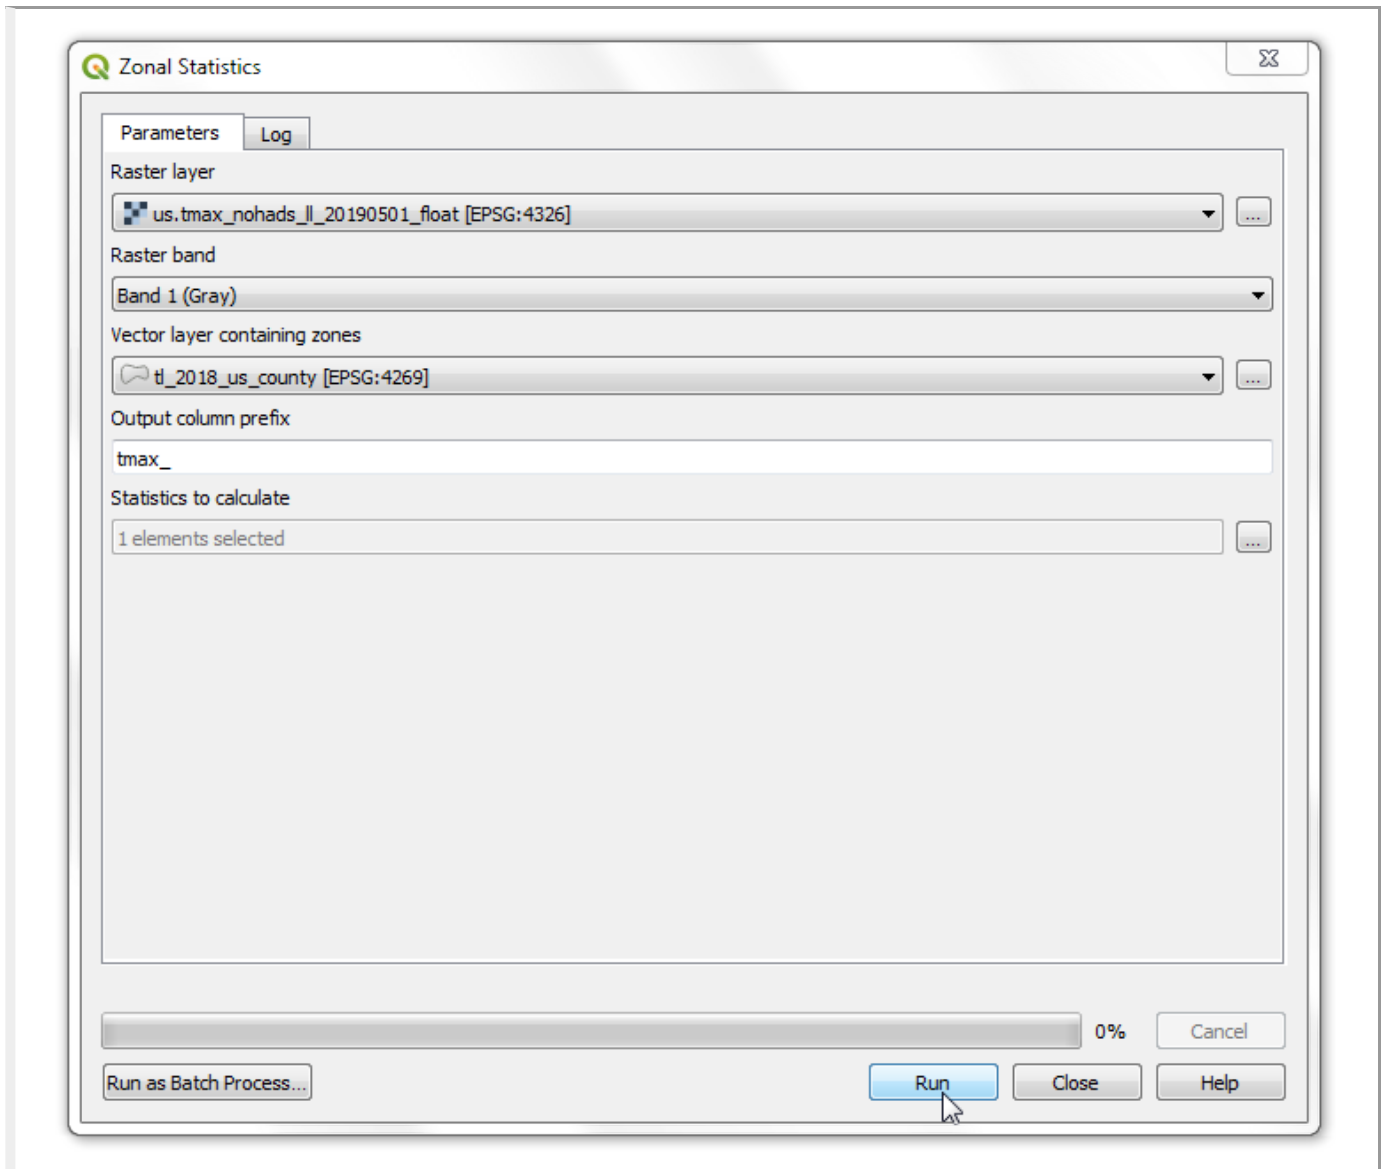 Zonal Statistics
Parameters
Log
Raster layer
us.tmax_nohads_ll_20190501_float [EPSG:4326]
...
Raster band
Band 1 (Gray)
Vector layer containing zones
tl_2018_us_county [EPSG:4269]
...
Output column prefix
tmax_
Statistics to calculate
1 elements selected
...
0%
Cancel
Run as Batch Process...
Run
Close
Help